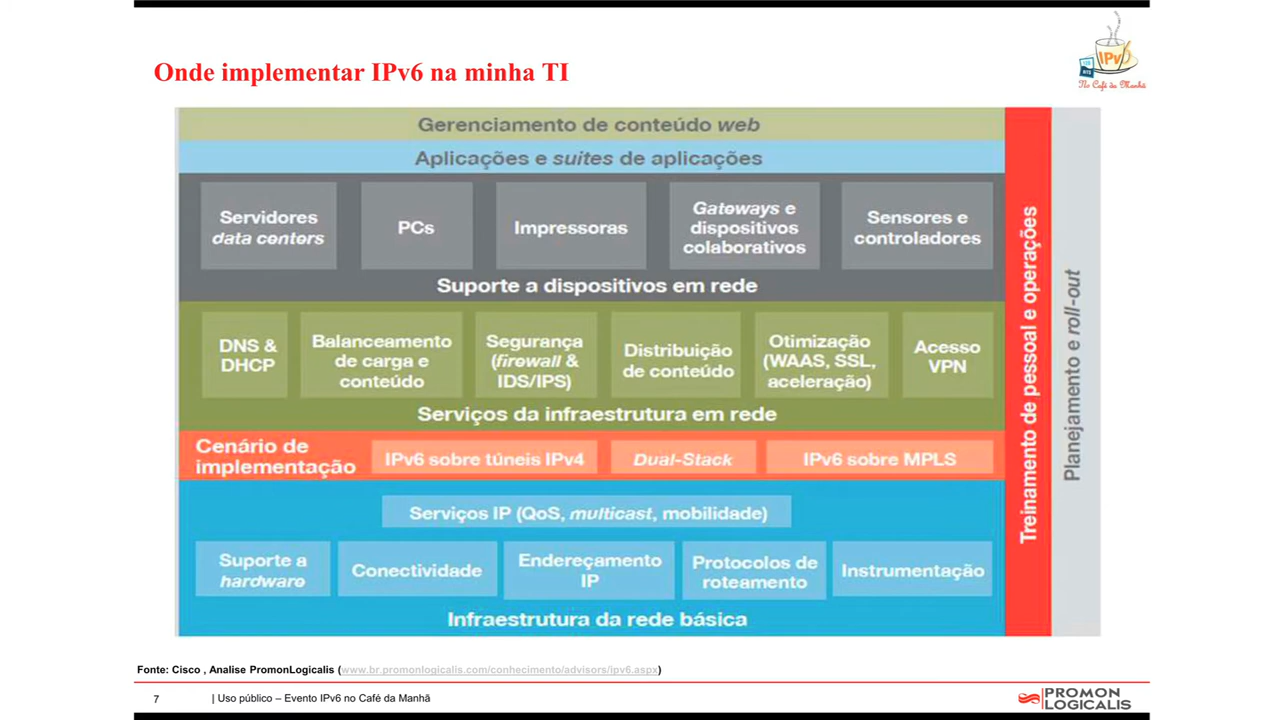 IPv
No Café da Manhã
Onde implementar IPv6 na minha TI
Gerenciamento de conteúdo web
Aplicações e suites de aplicações
Servidores
data centers
PCs
Impressoras
Gateways e
dispositivos
colaborativos
Sensores e
controladores
Suporte a dispositivos em rede
DNS &
DHCP
Balanceamento
de carga e
conteúdo
Segurança
(firewall &
IDS/IPS)
Distribuição
de conteúdo
Otimização
(WAAS, SSL,
aceleração)
Acesso
VPN
Serviços da infraestrutura em rede
Cenário de
implementação
IPv6 sobre túneis IPv4
Dual-Stack
IPv6 sobre MPLS
Serviços IP (QoS, multicast, mobilidade)
Suporte a
hardware
Conectividade
Endereçamento
IP
Protocolos de
roteamento
Instrumentação
Infraestrutura da rede básica
Treinamento de pessoal e operações
Planejamento e roll-out
Fonte: Cisco , Analise PromonLogicalis (www.br.promonlogicalis.com/conhecimento/advisors/ipv6.aspx)
7
| Uso público – Evento IPv6 no Café da Manhã
PROMON
LOGICALIS